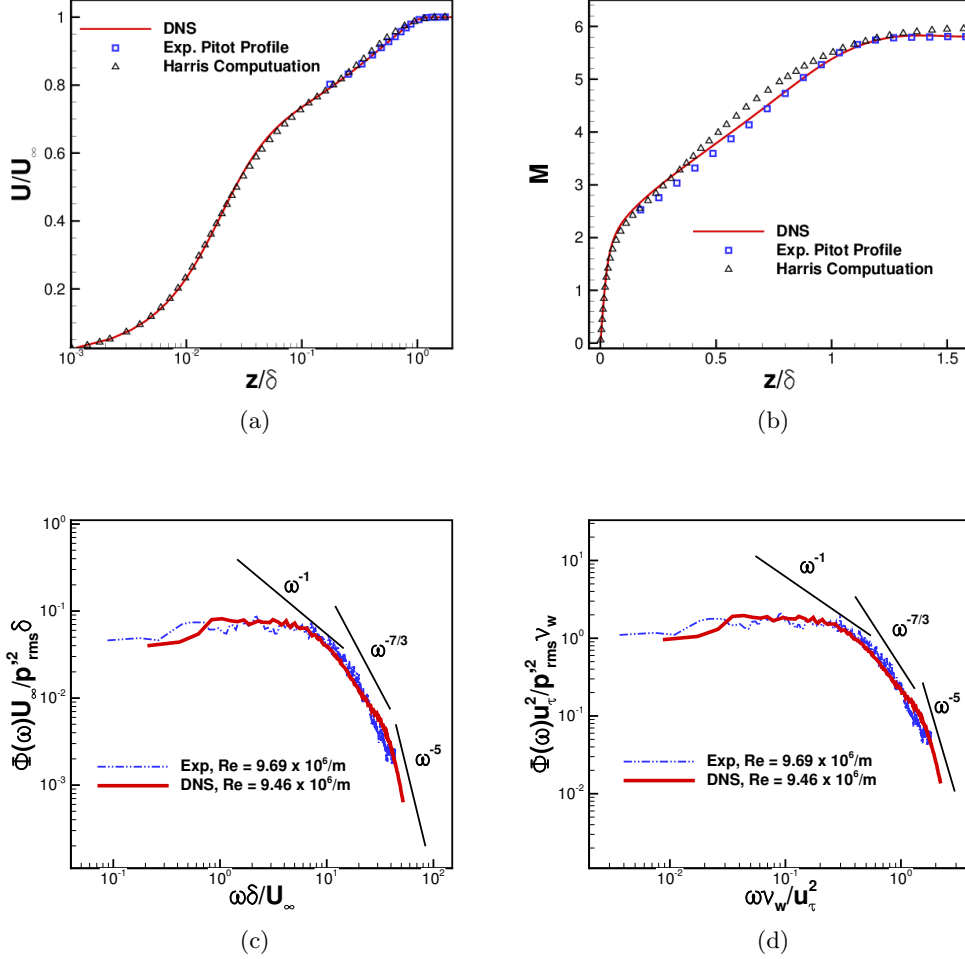 1
0.8
0.6
0.4
0.2
U/U∞
DNS
Exp. Pitot Profile
Harris Computuation
10⁻³
10⁻²
10⁻¹
10⁰
z/δ
(a)
6
5
4
3
2
1
0
M
DNS
Exp. Pitot Profile
Harris Computuation
0
0.5
1
1.5
z/δ
(b)
10⁰
10⁻¹
10⁻²
10⁻³
Φ(ω)U∞/p'²rms δ
ω⁻¹
ω⁻⁷/³
ω⁻⁵
Exp, Re = 9.69 x 10⁶/m
DNS, Re = 9.46 x 10⁶/m
10⁻¹
10⁰
10¹
10²
ωδ/U∞
(c)
10¹
10⁰
10⁻¹
10⁻²
Φ(ω)u²τ/p'²rms νw
ω⁻¹
ω⁻⁷/³
ω⁻⁵
Exp, Re = 9.69 x 10⁶/m
DNS, Re = 9.46 x 10⁶/m
10⁻²
10⁻¹
10⁰
ωνw/u²τ
(d)